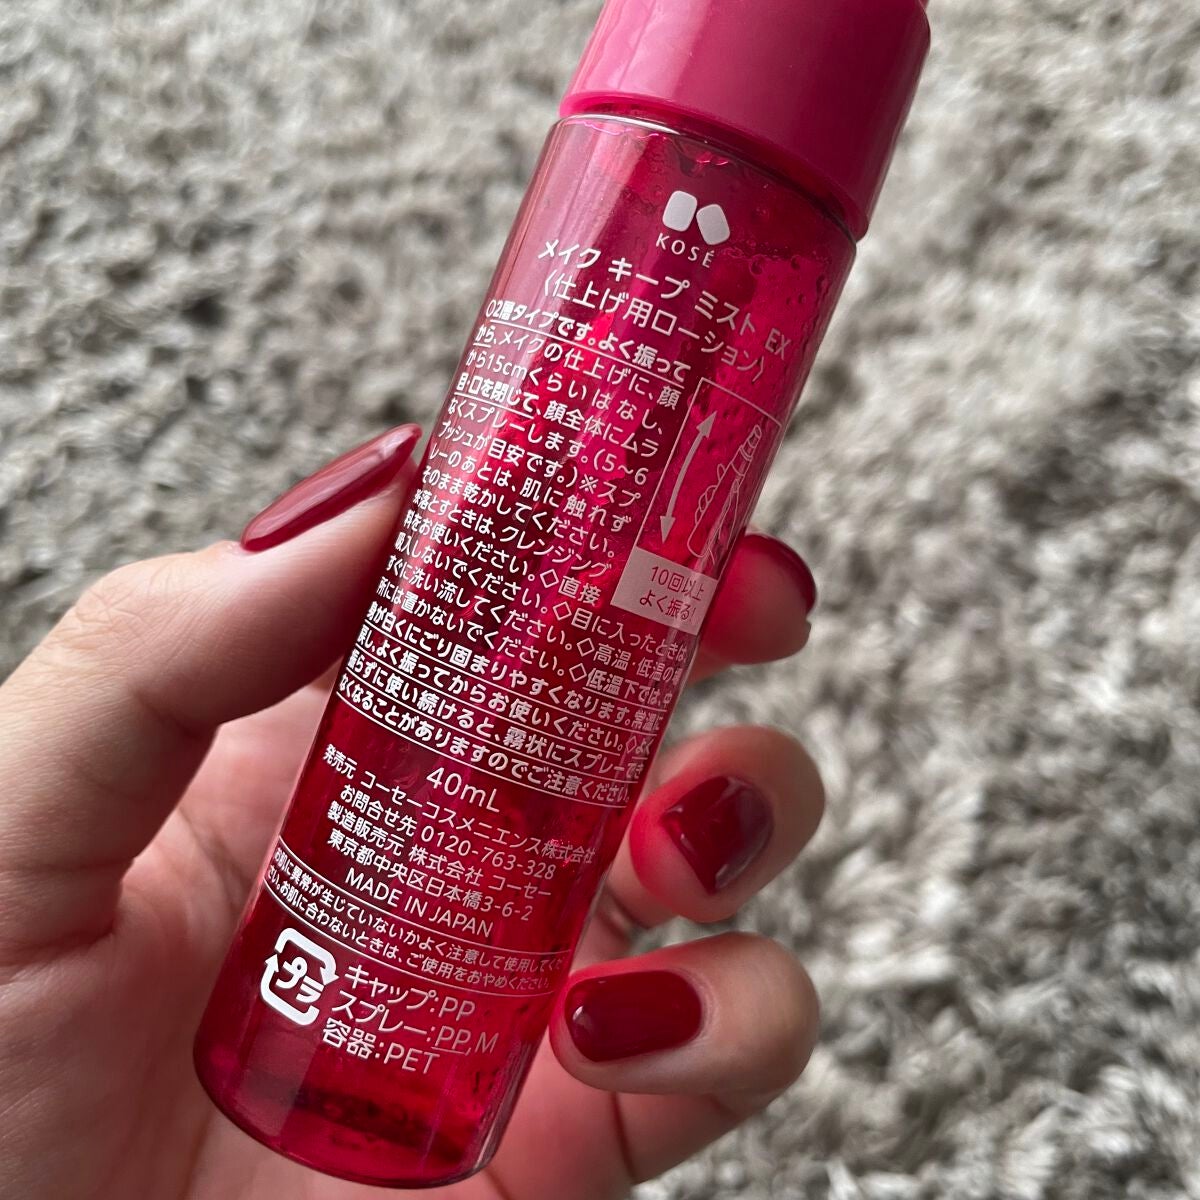 KOSÉ
メイク キープ ミスト EX
〈仕上げ用ローション〉
○2層タイプです。よく振って
から、メイクの仕上げに、顔
から15cmくらいはなし、
目・口を閉じて、顔全体にムラ
なくスプレーします。(5~6
プッシュが目安です。)※スプ
レーのあとは、肌に触れず
そのまま乾かしてください。
※落とすときは、クレンジング
料をお使いください。◇直接
吸入しないでください。◇目に入ったときは、
すぐに洗い流してください。◇高温・低温の場
所には置かないでください。◇低温下では、中
身が白くにごり固まりやすくなります。常温に
戻し、よく振ってからお使いください。◇よく
振らずに使い続けると、霧状にスプレーでき
なくなることがありますのでご注意ください。
10回以上
よく振る!
40mL
発売元 コーセーコスメニエンス株式会社
お問合せ先 0120-763-328
製造販売元 株式会社 コーセー
東京都中央区日本橋3-6-2
MADE IN JAPAN
お肌に異常が生じていないかよく注意して使用してくだ
さい。お肌に合わないときは、ご使用をおやめください。
プラ
キャップ:PP
スプレー:PP,M
容器:PET